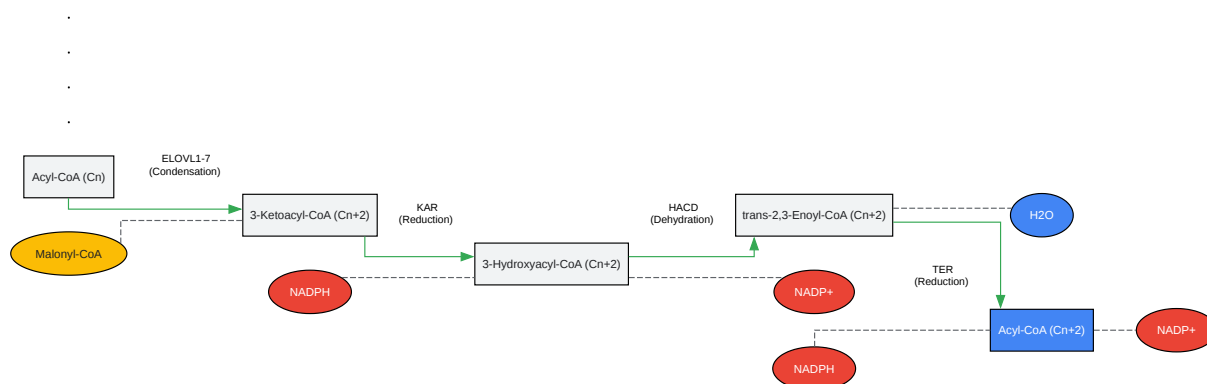 ELOVL1-7
(Condensation)
Acyl-CoA (Cn)
3-Ketoacyl-CoA (Cn+2)
KAR
(Reduction)
HACD
(Dehydration)
trans-2,3-Enoyl-CoA (Cn+2)
H2O
Malonyl-CoA
3-Hydroxyacyl-CoA (Cn+2)
NADPH
NADP+
TER
(Reduction)
Acyl-CoA (Cn+2)
NADP+
NADPH